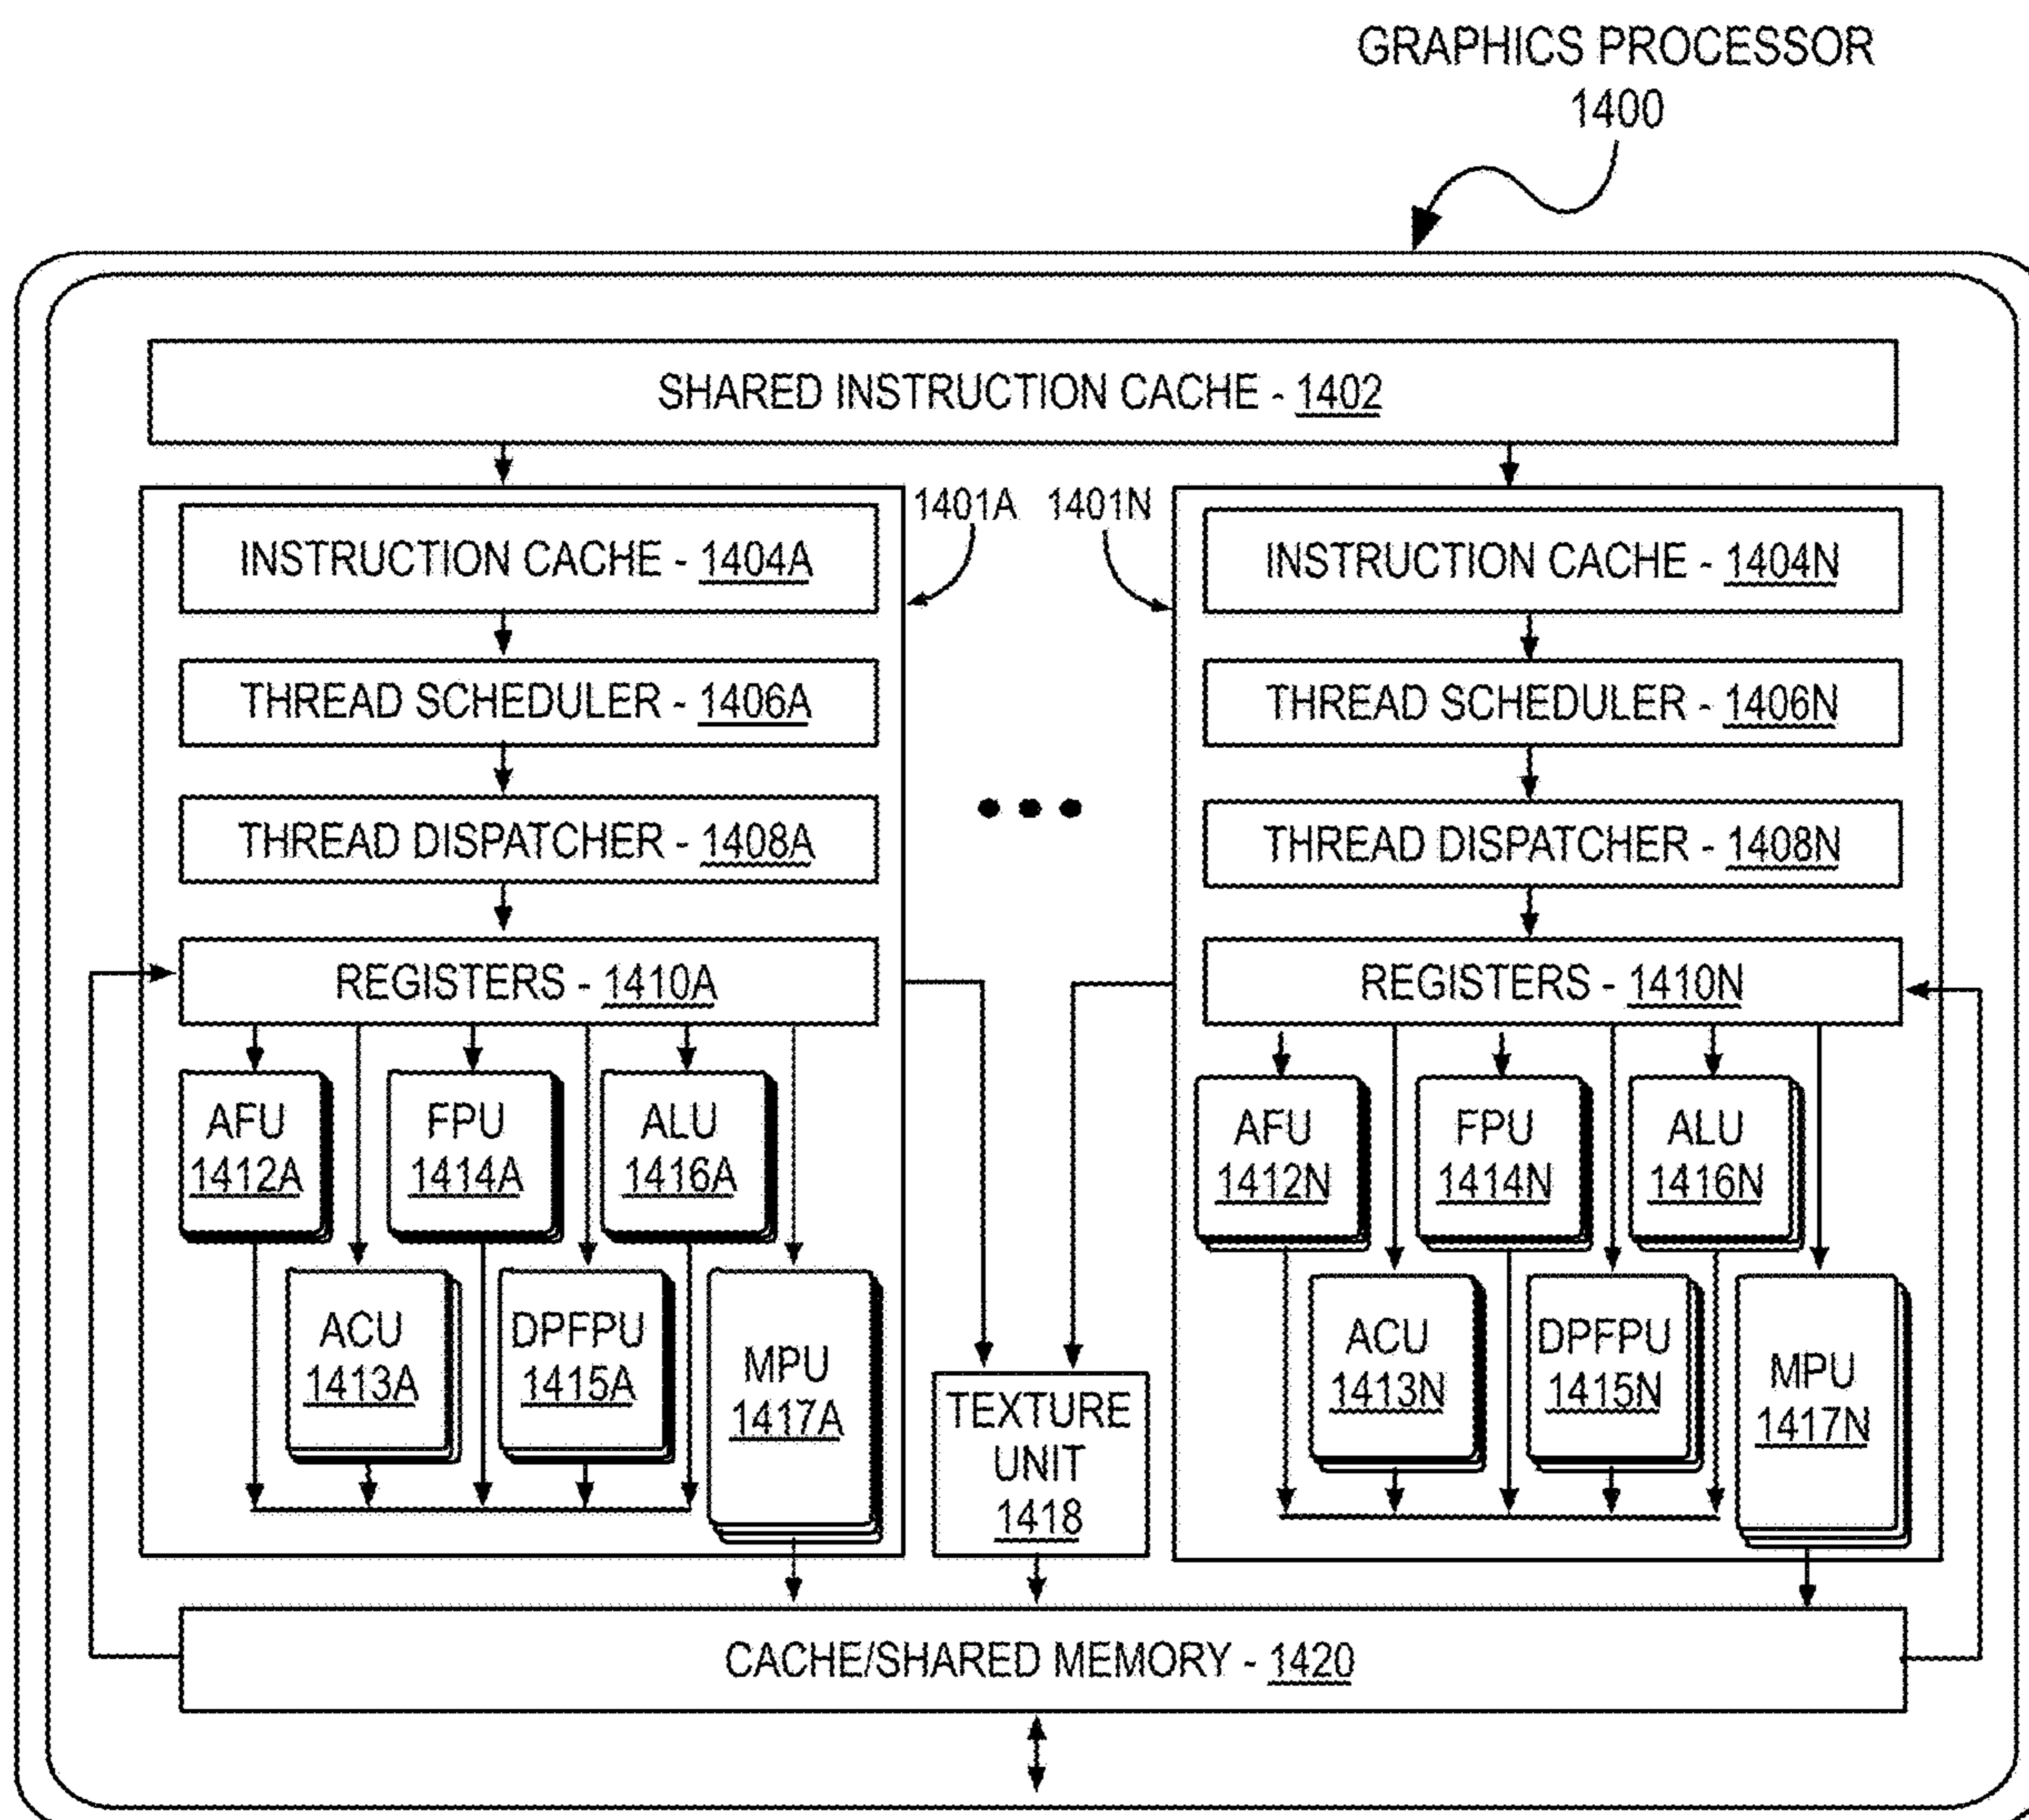 GRAPHICS PROCESSOR
1400
SHARED INSTRUCTION CACHE - 1402
1401A
1401N
INSTRUCTION CACHE - 1404A
THREAD SCHEDULER - 1406A
THREAD DISPATCHER - 1408A
REGISTERS - 1410A
AFU
1412A
FPU
1414A
ALU
1416A
ACU
1413A
DPFPU
1415A
MPU
1417A
INSTRUCTION CACHE - 1404N
THREAD SCHEDULER - 1406N
THREAD DISPATCHER - 1408N
REGISTERS - 1410N
AFU
1412N
FPU
1414N
ALU
1416N
ACU
1413N
DPFPU
1415N
MPU
1417N
TEXTURE
UNIT
1418
CACHE/SHARED MEMORY - 1420